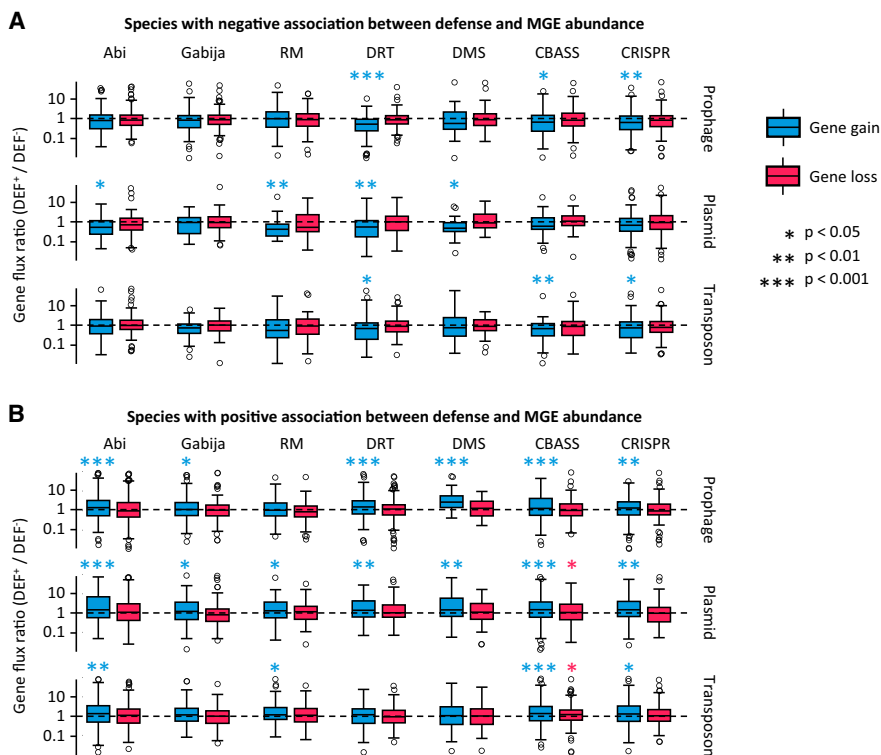 A
Species with negative association between defense and MGE abundance
Abi Gabija RM DRT DMS CBASS CRISPR
Gene flux ratio (DEF⁺ / DEF⁻)
*** * **
10
1
0.1
Prophage
* ** ** *
10
1
0.1
Plasmid
* ** *
10
1
0.1
Transposon
Gene gain
Gene loss
* p < 0.05
** p < 0.01
*** p < 0.001
B
Species with positive association between defense and MGE abundance
Abi Gabija RM DRT DMS CBASS CRISPR
Gene flux ratio (DEF⁺ / DEF⁻)
*** * *** *** *** **
10
1
0.1
Prophage
*** * * ** ** *** * **
10
1
0.1
Plasmid
** * *** * *
10
1
0.1
Transposon